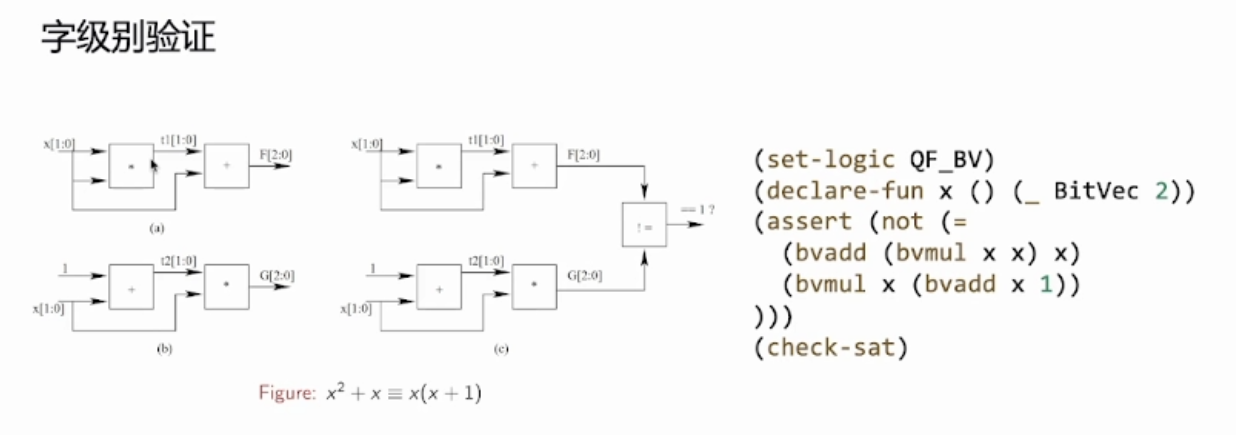 字级别验证
x[1:0]
*
t1[1:0]
+
F[2:0]
(a)
1
x[1:0]
+
t2[1:0]
*
G[2:0]
(b)
x[1:0]
*
t1[1:0]
+
F[2:0]
!=
==1 ?
1
x[1:0]
+
t2[1:0]
*
G[2:0]
(c)
Figure: x² + x ≡ x(x + 1)
(set-logic QF_BV)
(declare-fun x () (_ BitVec 2))
(assert (not (=
(bvadd (bvmul x x) x)
(bvmul x (bvadd x 1))
)))
(check-sat)